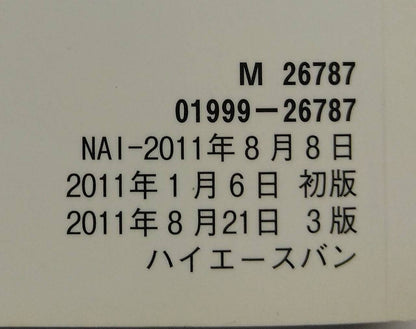 M 26787
01999−26787
NAI-2011年8月8日
2011年1月6日 初版
2011年8月21日 3版
ハイエースバン